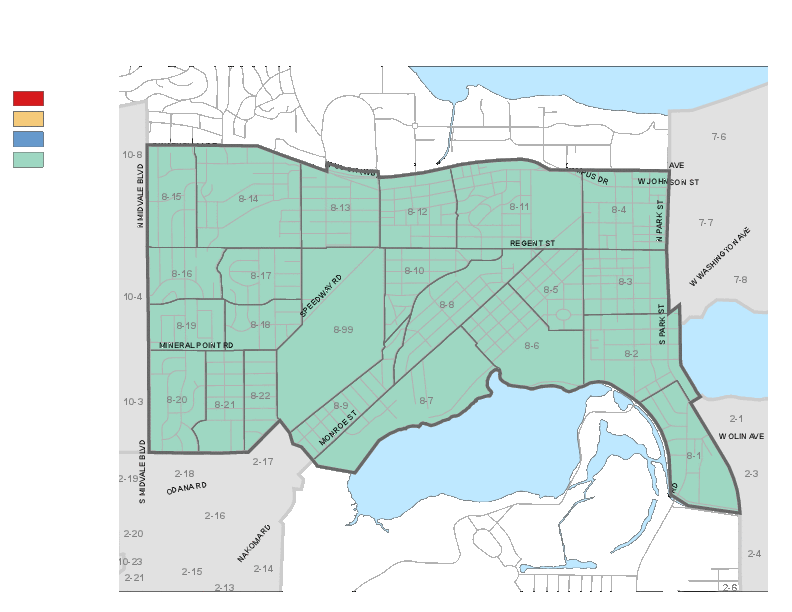 7-6
10-8
AVE
W JOHNSON ST
PUS DR
N MIDVALE BLVD
8-15
8-14
8-13
8-12
8-11
8-4
N PARK ST
7-7
W WASHINGTON AVE
REGENT ST
8-16
8-17
8-10
7-8
8-3
8-5
10-4
SPEEDWAY RD
8-8
8-19
8-18
8-99
S PARK ST
MINERAL POINT RD
8-6
8-2
8-22
8-20
8-21
8-9
8-7
10-3
2-1
MONROE ST
W OLIN AVE
8-1
2-17
S MIDVALE BLVD
2-19
2-18
2-3
ODANA RD
RD
2-16
2-20
NAKOMA RD
2-4
10-23
2-15
2-14
2-21
2-13
2-6